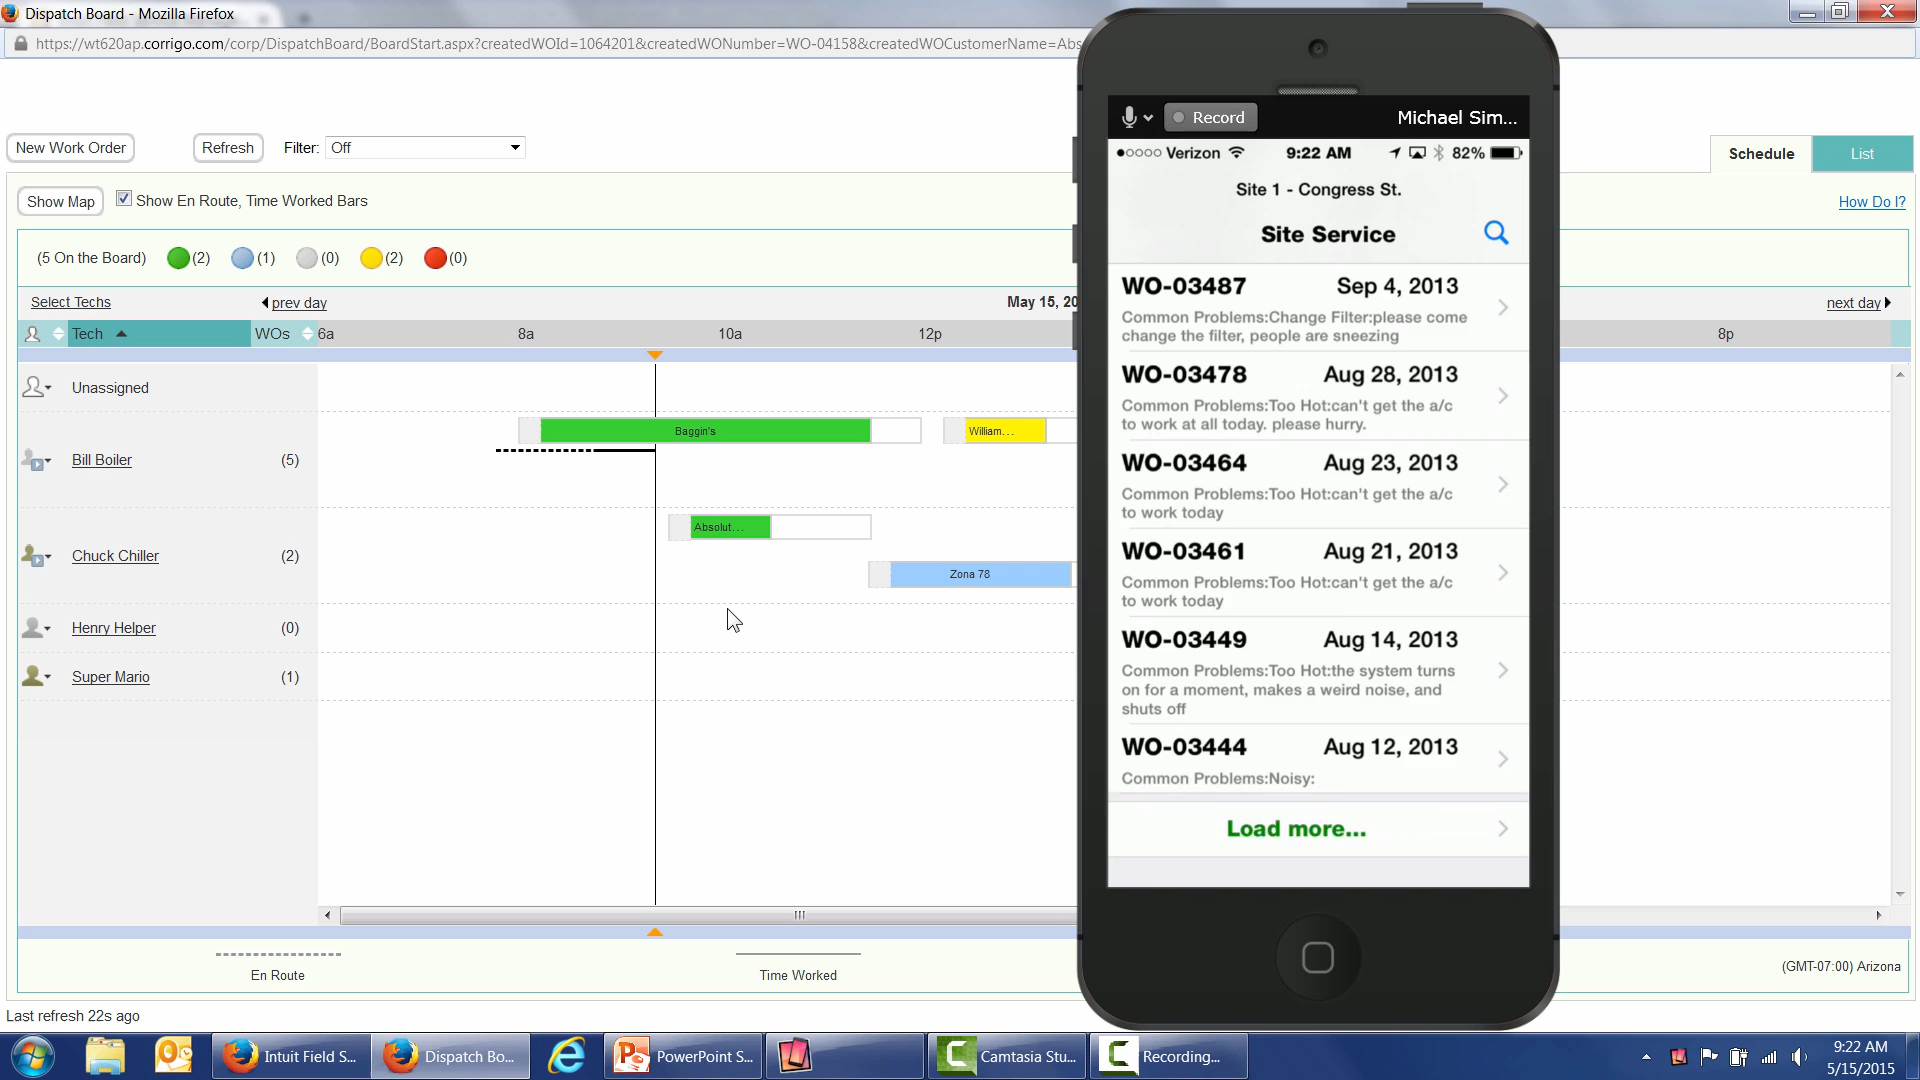 Dispatch Board - Mozilla Firefox
https://wt620ap.corrigo.com/corp/DispatchBoard/BoardStart.aspx?createdWOId=1064201&createdWONumber=WO-04158&createdWOCustomerName=Abs
New Work Order
Refresh
Filter: Off
Schedule
List
Show Map
Show En Route, Time Worked Bars
How Do I?
(5 On the Board) (2) (1) (0) (2) (0)
Select Techs
prev day
May 15, 20
next day
Tech
WOs
6a
8a
10a
12p
8p
Unassigned
Baggin's
William...
Bill Boiler (5)
Absolut...
Chuck Chiller (2)
Zona 78
Henry Helper (0)
Super Mario (1)
En Route
Time Worked
(GMT-07:00) Arizona
Last refresh 22s ago
Record
Michael Sim...
Verizon
9:22 AM
82%
Site 1 - Congress St.
Site Service
WO-03487 Sep 4, 2013
Common Problems:Change Filter:please come
change the filter, people are sneezing
WO-03478 Aug 28, 2013
Common Problems:Too Hot:can't get the a/c
to work at all today. please hurry.
WO-03464 Aug 23, 2013
Common Problems:Too Hot:can't get the a/c
to work today
WO-03461 Aug 21, 2013
Common Problems:Too Hot:can't get the a/c
to work today
WO-03449 Aug 14, 2013
Common Problems:Too Hot:the system turns
on for a moment, makes a weird noise, and
shuts off
WO-03444 Aug 12, 2013
Common Problems:Noisy:
Load more...
Intuit Field S...
Dispatch Bo...
PowerPoint S...
Camtasia Stu...
Recording...
9:22 AM
5/15/2015